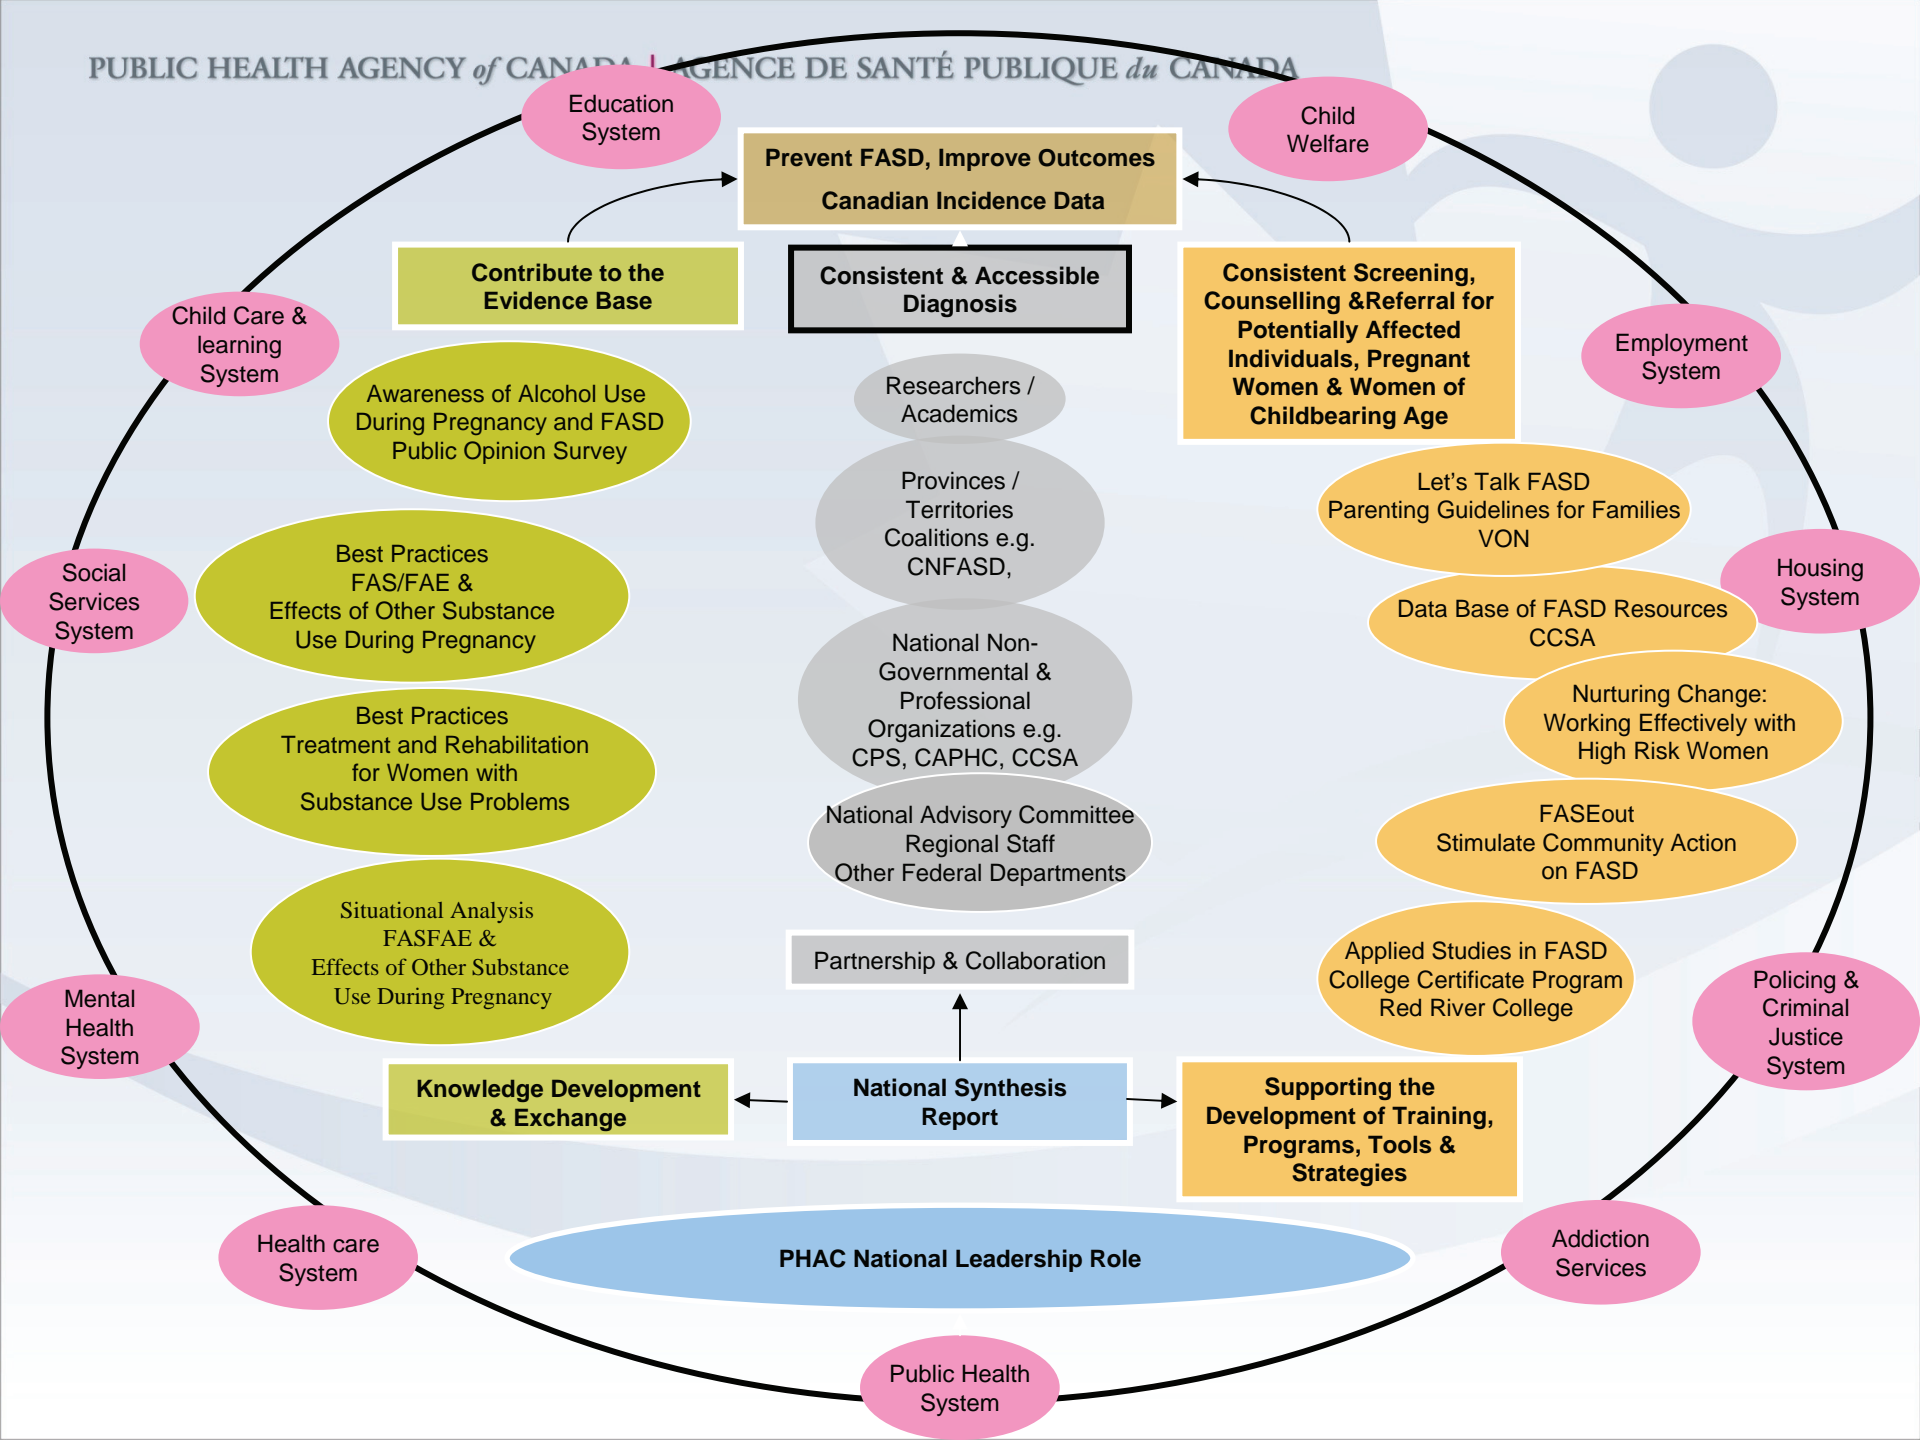 PUBLIC HEALTH AGENCY of CANADA | AGENCE DE SANTÉ PUBLIQUE du CANADA
Education
System
Child
Welfare
Prevent FASD, Improve Outcomes
Canadian Incidence Data
Contribute to the
Evidence Base
Consistent & Accessible
Diagnosis
Consistent Screening,
Counselling &Referral for
Potentially Affected
Individuals, Pregnant
Women & Women of
Childbearing Age
Child Care &
learning
System
Employment
System
Awareness of Alcohol Use
During Pregnancy and FASD
Public Opinion Survey
Researchers /
Academics
Provinces /
Territories
Coalitions e.g.
CNFASD,
Let's Talk FASD
Parenting Guidelines for Families
VON
Social
Services
System
Best Practices
FAS/FAE &
Effects of Other Substance
Use During Pregnancy
Housing
System
Data Base of FASD Resources
CCSA
National Non-
Governmental &
Professional
Organizations e.g.
CPS, CAPHC, CCSA
Nurturing Change:
Working Effectively with
High Risk Women
Best Practices
Treatment and Rehabilitation
for Women with
Substance Use Problems
National Advisory Committee
Regional Staff
Other Federal Departments
FASEout
Stimulate Community Action
on FASD
Situational Analysis
FASFAE &
Effects of Other Substance
Use During Pregnancy
Partnership & Collaboration
Applied Studies in FASD
College Certificate Program
Red River College
Mental
Health
System
Policing &
Criminal
Justice
System
Knowledge Development
& Exchange
National Synthesis
Report
Supporting the
Development of Training,
Programs, Tools &
Strategies
Health care
System
PHAC National Leadership Role
Addiction
Services
Public Health
System